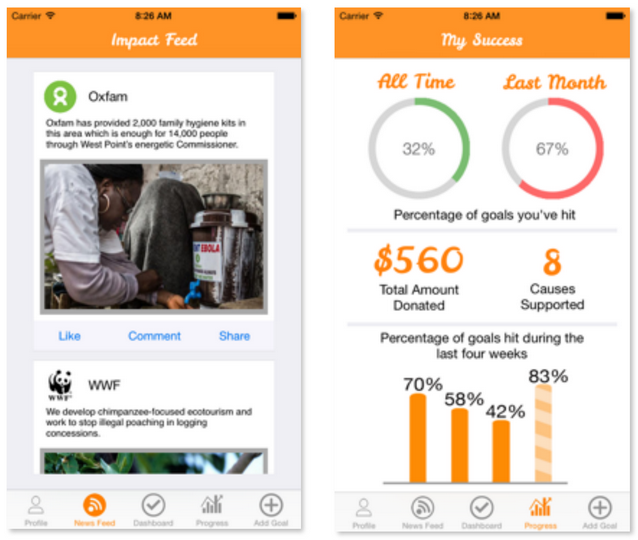 Carrier 8:26 AM
Impact Feed
Oxfam
Oxfam has provided 2,000 family hygiene kits in
this area which is enough for 14,000 people
through West Point's energetic Commissioner.
EBOLA
Like Comment Share
WWF
WWF
We develop chimpanzee-focused ecotourism and
work to stop illegal poaching in logging
concessions.
Profile News Feed Dashboard Progress Add Goal
Carrier 8:26 AM
My Success
All Time Last Month
32% 67%
Percentage of goals you've hit
$560 8
Total Amount Causes
Donated Supported
Percentage of goals hit during the
last four weeks
70% 58% 42% 83%
Profile News Feed Dashboard Progress Add Goal